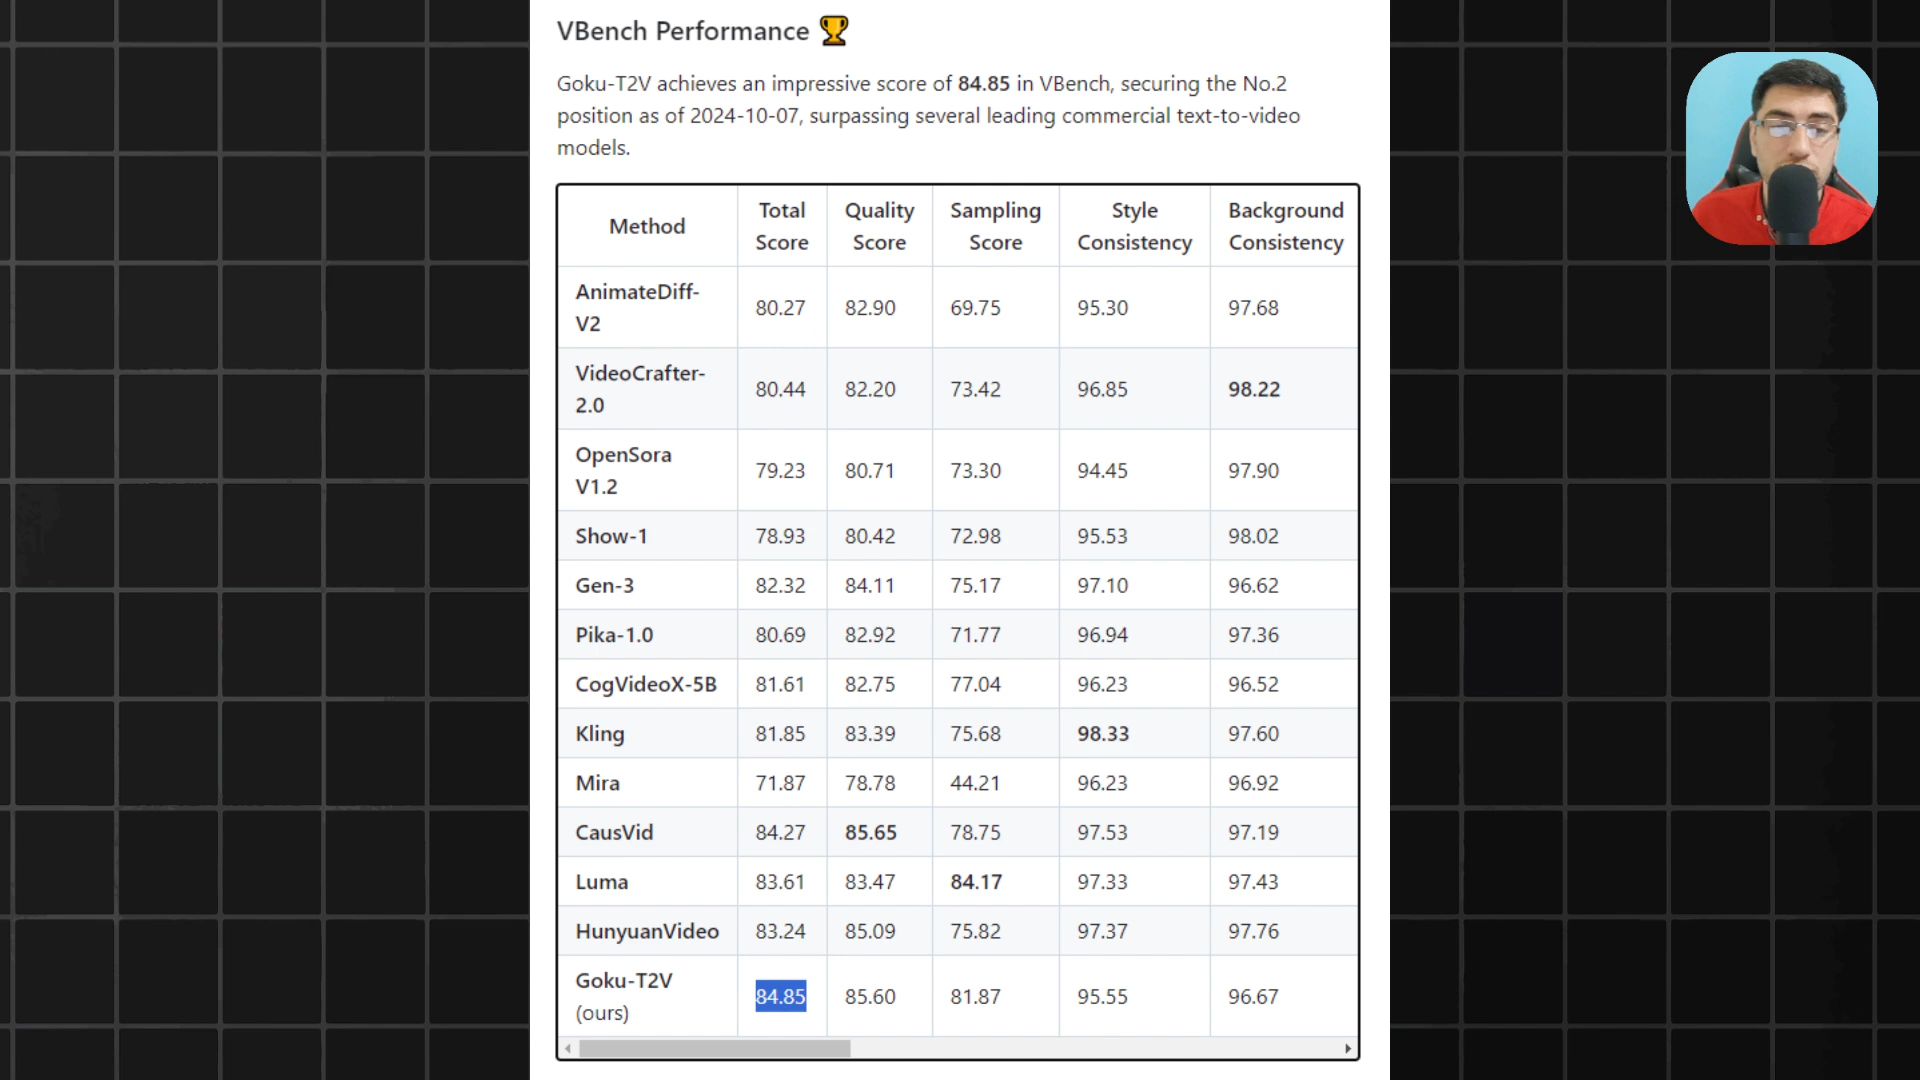 VBench Performance 🏆
Goku-T2V achieves an impressive score of 84.85 in VBench, securing the No.2
position as of 2024-10-07, surpassing several leading commercial text-to-video
models.
Method Total Score Quality Score Sampling Score Style Consistency Background Consistency
AnimateDiff-V2 80.27 82.90 69.75 95.30 97.68
VideoCrafter-2.0 80.44 82.20 73.42 96.85 98.22
OpenSora V1.2 79.23 80.71 73.30 94.45 97.90
Show-1 78.93 80.42 72.98 95.53 98.02
Gen-3 82.32 84.11 75.17 97.10 96.62
Pika-1.0 80.69 82.92 71.77 96.94 97.36
CogVideoX-5B 81.61 82.75 77.04 96.23 96.52
Kling 81.85 83.39 75.68 98.33 97.60
Mira 71.87 78.78 44.21 96.23 96.92
CausVid 84.27 85.65 78.75 97.53 97.19
Luma 83.61 83.47 84.17 97.33 97.43
HunyuanVideo 83.24 85.09 75.82 97.37 97.76
Goku-T2V (ours) 84.85 85.60 81.87 95.55 96.67